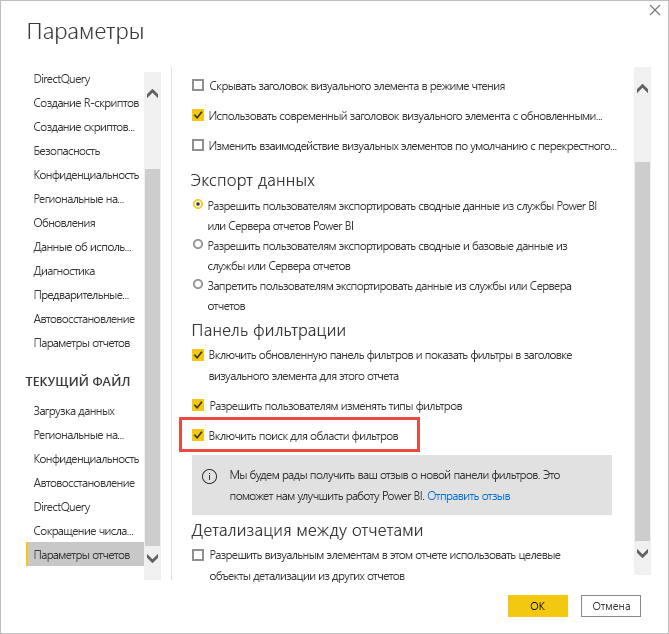 Параметры
DirectQuery
Создание R-скриптов
Создание скриптов...
Безопасность
Конфиденциальность
Региональные на...
Обновления
Данные об исполь...
Диагностика
Предварительные...
Автовосстановление
Параметры отчетов
ТЕКУЩИЙ ФАЙЛ
Загрузка данных
Региональные на...
Конфиденциальность
Автовосстановление
DirectQuery
Сокращение числа...
Параметры отчетов
Скрывать заголовок визуального элемента в режиме чтения
Использовать современный заголовок визуального элемента с обновленными...
Изменить взаимодействие визуальных элементов по умолчанию с перекрестного...
Экспорт данных
Разрешить пользователям экспортировать сводные данные из службы Power BI
или Сервера отчетов Power BI
Разрешить пользователям экспортировать сводные и базовые данные из
службы или Сервера отчетов
Запретить пользователям экспортировать данные из службы или Сервера
отчетов
Панель фильтрации
Включить обновленную панель фильтров и показать фильтры в заголовке
визуального элемента для этого отчета
Разрешить пользователям изменять типы фильтров
Включить поиск для области фильтров
Мы будем рады получить ваш отзыв о новой панели фильтров. Это
поможет нам улучшить работу Power BI. Отправить отзыв
Детализация между отчетами
Разрешить визуальным элементам в этом отчете использовать целевые
объекты детализации из других отчетов
ОК
Отмена